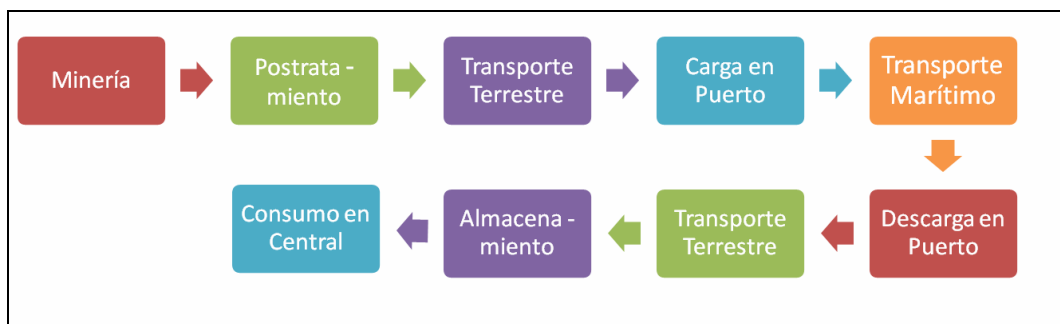 Minería
Postrata -
miento
Transporte
Terrestre
Carga en
Puerto
Transporte
Marítimo
Descarga en
Puerto
Transporte
Terrestre
Almacena -
miento
Consumo en
Central